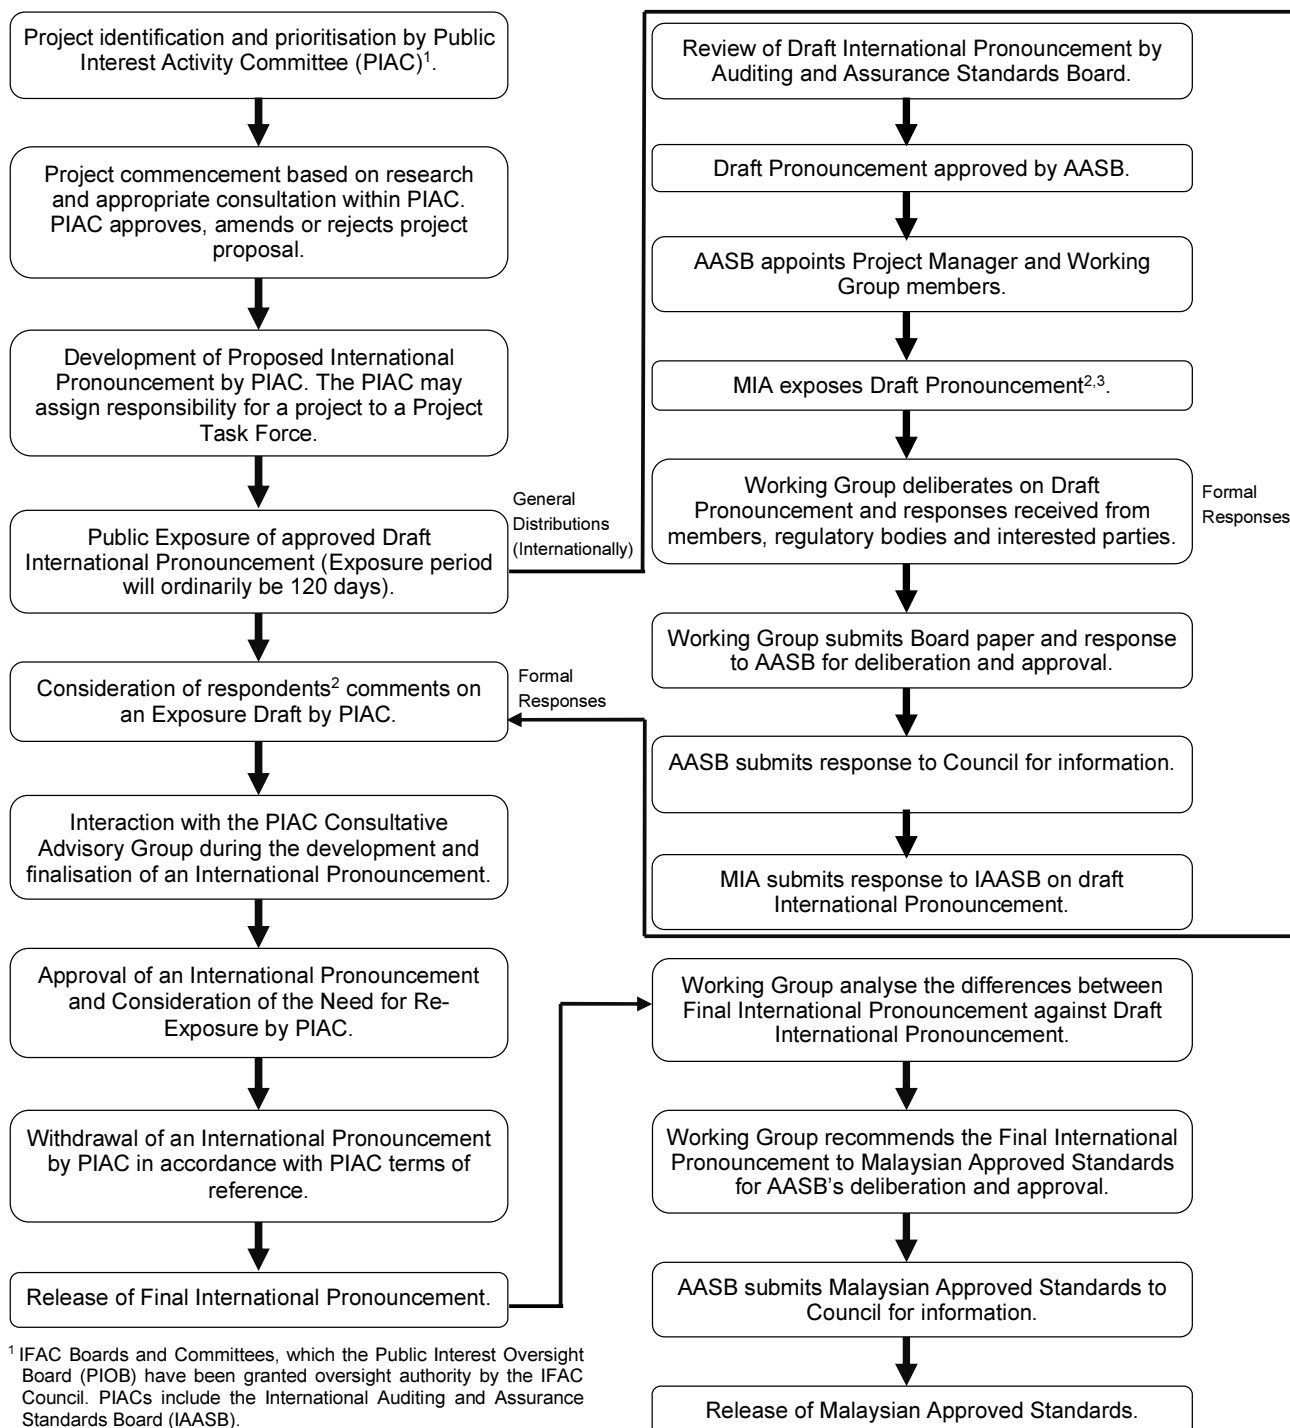 Project identification and prioritisation by Public
Interest Activity Committee (PIAC)¹.
Project commencement based on research
and appropriate consultation within PIAC.
PIAC approves, amends or rejects project
proposal.
Development of Proposed International
Pronouncement by PIAC. The PIAC may
assign responsibility for a project to a Project
Task Force.
Public Exposure of approved Draft
International Pronouncement (Exposure period
will ordinarily be 120 days).
General
Distributions
(Internationally)
Consideration of respondents² comments on
an Exposure Draft by PIAC.
Formal
Responses
Interaction with the PIAC Consultative
Advisory Group during the development and
finalisation of an International Pronouncement.
Approval of an International Pronouncement
and Consideration of the Need for Re-
Exposure by PIAC.
Withdrawal of an International Pronouncement
by PIAC in accordance with PIAC terms of
reference.
Release of Final International Pronouncement.
¹ IFAC Boards and Committees, which the Public Interest Oversight
Board (PIOB) have been granted oversight authority by the IFAC
Council. PIACs include the International Auditing and Assurance
Standards Board (IAASB).
Review of Draft International Pronouncement by
Auditing and Assurance Standards Board.
Draft Pronouncement approved by AASB.
AASB appoints Project Manager and Working
Group members.
MIA exposes Draft Pronouncement²,³.
Working Group deliberates on Draft
Pronouncement and responses received from
members, regulatory bodies and interested parties.
Formal
Responses
Working Group submits Board paper and response
to AASB for deliberation and approval.
AASB submits response to Council for information.
MIA submits response to IAASB on draft
International Pronouncement.
Working Group analyse the differences between
Final International Pronouncement against Draft
International Pronouncement.
Working Group recommends the Final International
Pronouncement to Malaysian Approved Standards
for AASB’s deliberation and approval.
AASB submits Malaysian Approved Standards to
Council for information.
Release of Malaysian Approved Standards.